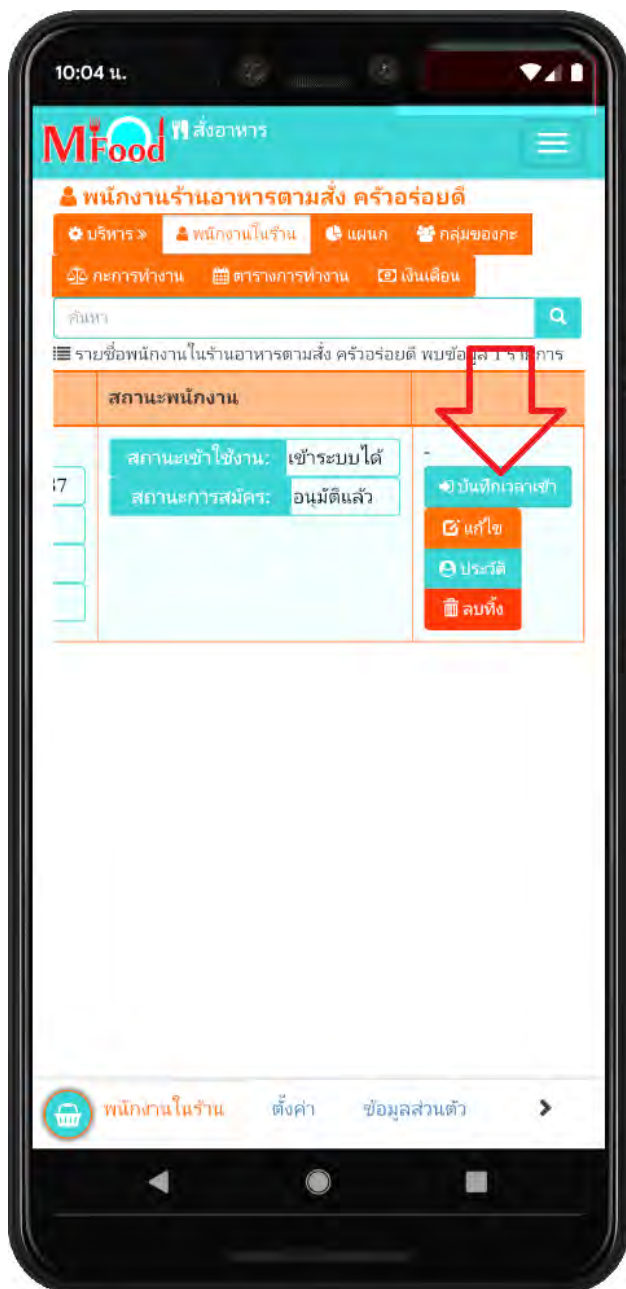 10:04 น.
MFood สั่งอาหาร
พนักงานร้านอาหารตามสั่ง ครัวอร่อยดี
บริหาร » พนักงานในร้าน แผนก กลุ่มของกะ
กะการทำงาน ตารางการทำงาน เงินเดือน
ค้นหา
รายชื่อพนักงานในร้านอาหารตามสั่ง ครัวอร่อยดี พบข้อมูล 1 รายการ
สถานะพนักงาน
สถานะเข้าใช้งาน: เข้าระบบได้ -
37 สถานะการสมัคร: อนุมัติแล้ว บันทึกเวลาเข้า
แก้ไข
ประวัติ
ลบทิ้ง
พนักงานในร้าน ตั้งค่า ข้อมูลส่วนตัว